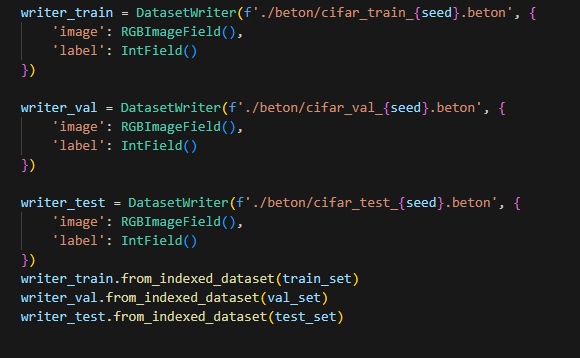 writer_train = DatasetWriter(f'./beton/cifar_train_{seed}.beton', {
    'image': RGBImageField(),
    'label': IntField()
})

writer_val = DatasetWriter(f'./beton/cifar_val_{seed}.beton', {
    'image': RGBImageField(),
    'label': IntField()
})

writer_test = DatasetWriter(f'./beton/cifar_test_{seed}.beton', {
    'image': RGBImageField(),
    'label': IntField()
})
writer_train.from_indexed_dataset(train_set)
writer_val.from_indexed_dataset(val_set)
writer_test.from_indexed_dataset(test_set)